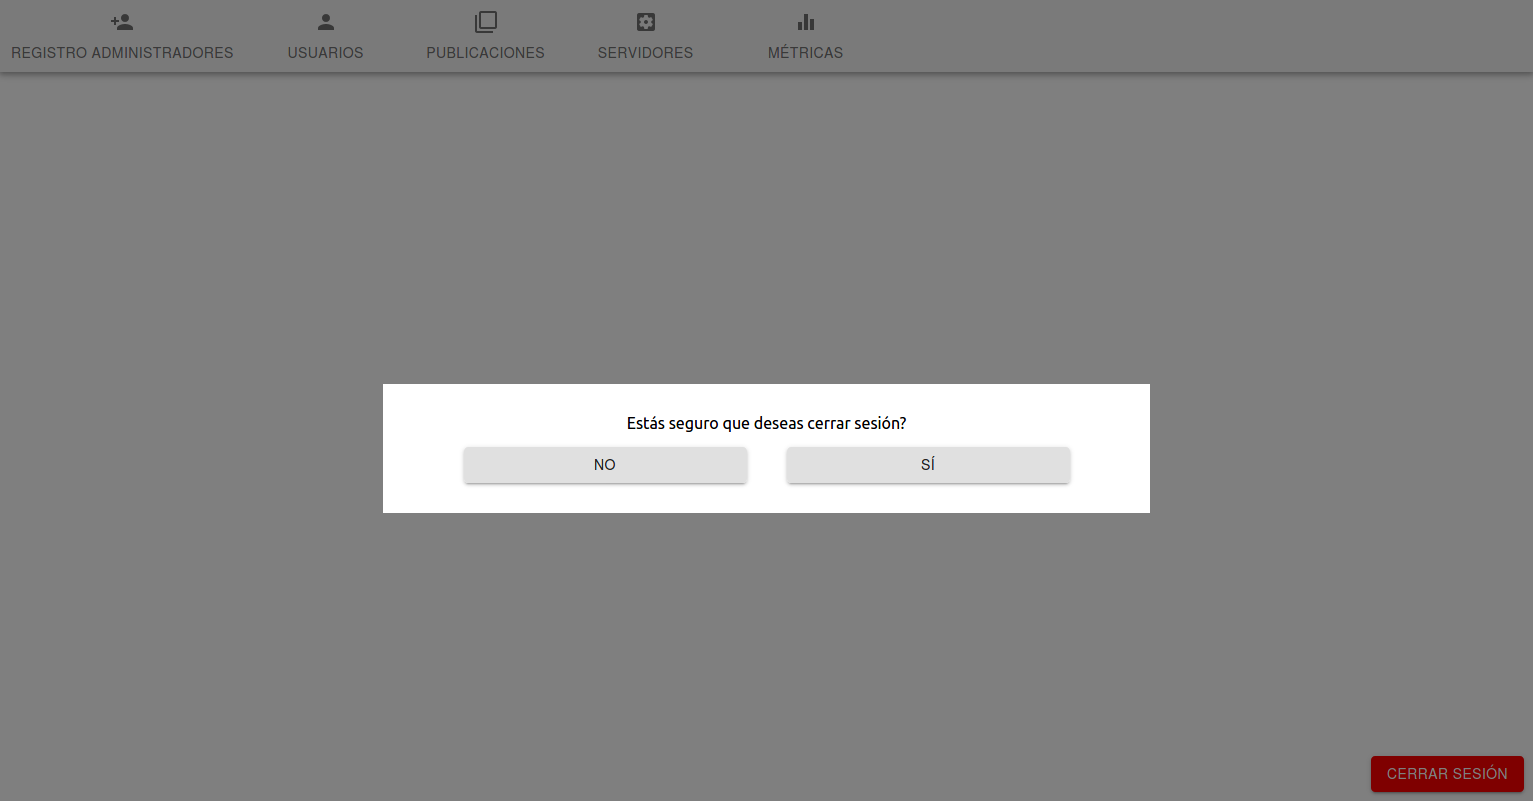 REGISTRO ADMINISTRADORES
USUARIOS
PUBLICACIONES
SERVIDORES
MÉTRICAS
Estás seguro que deseas cerrar sesión?
NO
SÍ
CERRAR SESIÓN